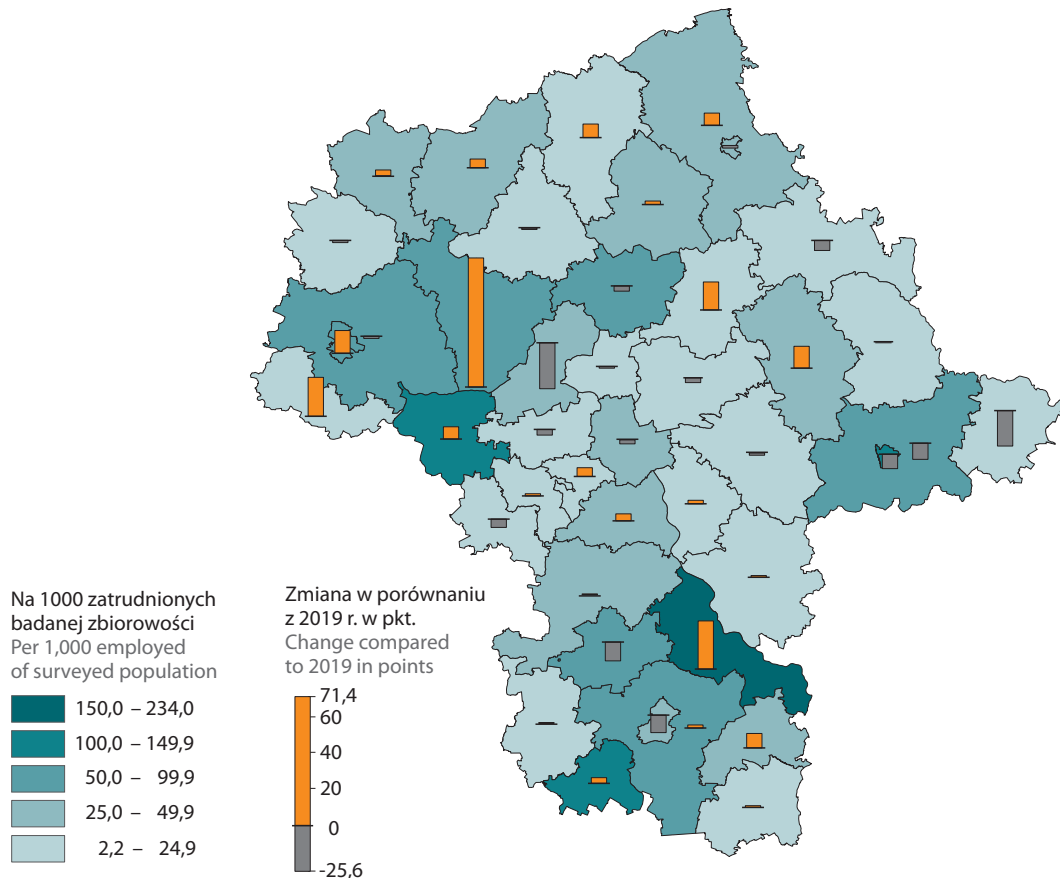 Na 1000 zatrudnionych
badanej zbiorowości
Per 1,000 employed
of surveyed population
150,0 – 234,0
100,0 – 149,9
50,0 – 99,9
25,0 – 49,9
2,2 – 24,9
Zmiana w porównaniu
z 2019 r. w pkt.
Change compared
to 2019 in points
71,4
60
40
20
0
-25,6